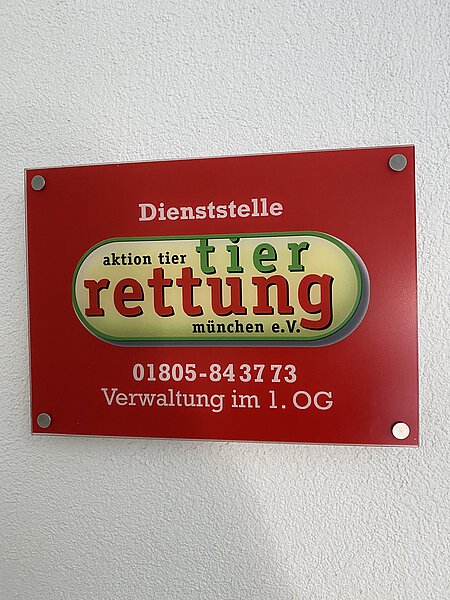 Dienststelle
aktion tier tier
rettung
münchen e.V.
01805-84 37 73
Verwaltung im 1. OG